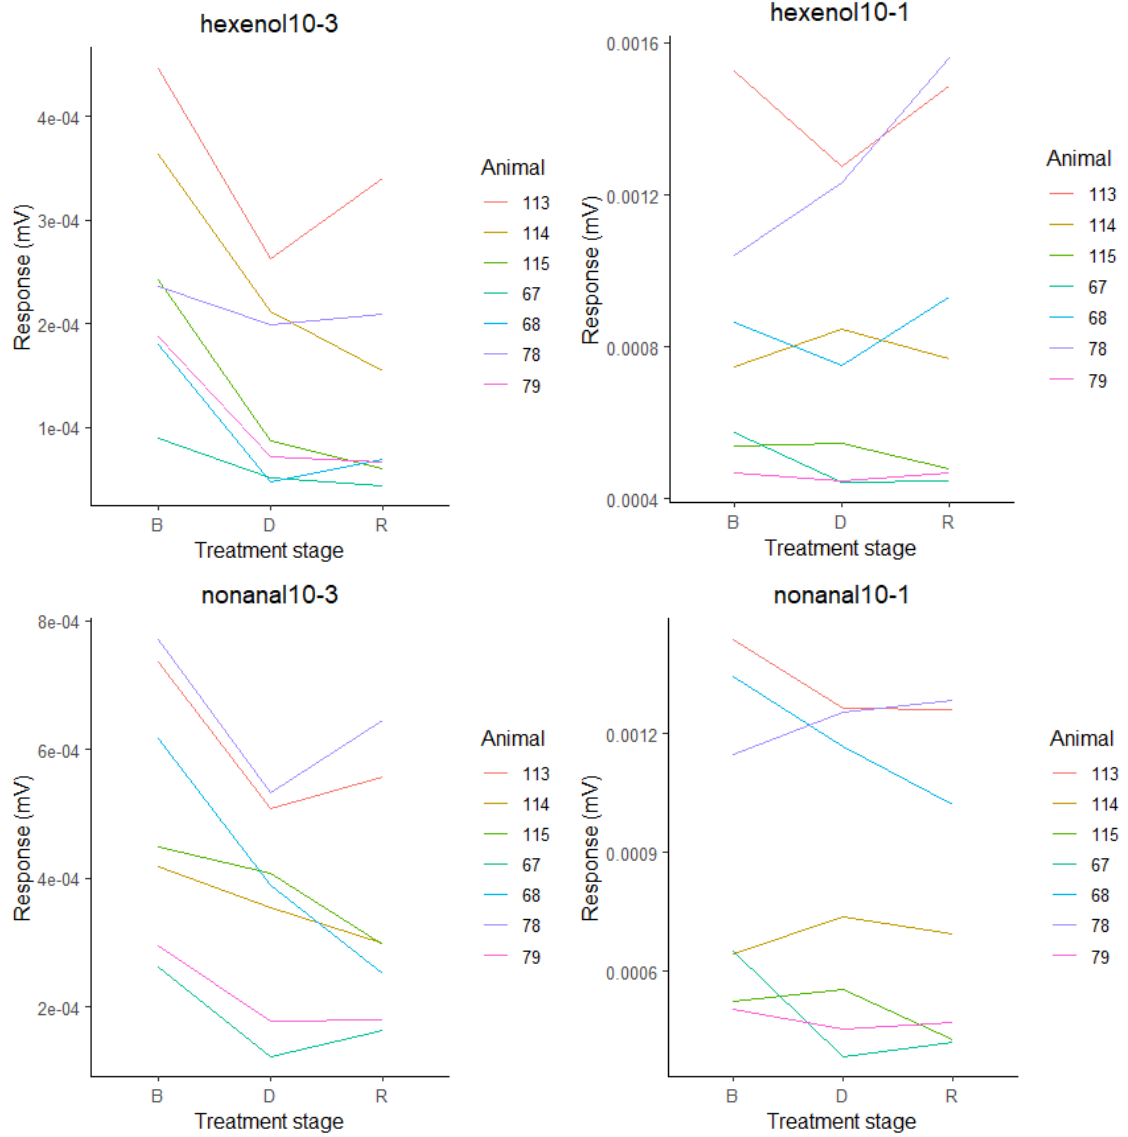 hexenol10-3
4e-04
3e-04
2e-04
1e-04
Response (mV)
B D R
Treatment stage
Animal
113
114
115
67
68
78
79
hexenol10-1
0.0016
0.0012
0.0008
0.0004
Response (mV)
B D R
Treatment stage
Animal
113
114
115
67
68
78
79
nonanal10-3
8e-04
6e-04
4e-04
2e-04
Response (mV)
B D R
Treatment stage
Animal
113
114
115
67
68
78
79
nonanal10-1
0.0012
0.0009
0.0006
Response (mV)
B D R
Treatment stage
Animal
113
114
115
67
68
78
79